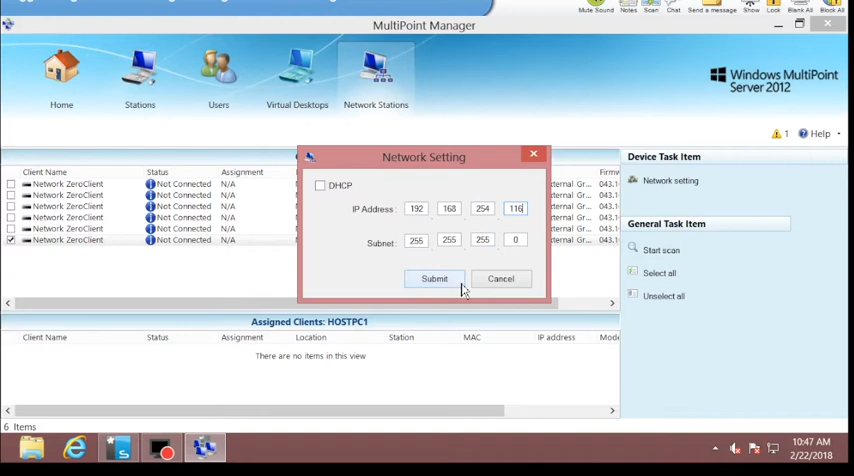 Mute Sound Notes Scan Chat Send a message Show Lock Blank All Block All
MultiPoint Manager
Home Stations Users Virtual Desktops Network Stations
Windows MultiPoint
Server 2012
1 Help
Network Setting
Device Task Item
Client Name Status Assignment
Network ZeroClient Not Connected N/A
Network ZeroClient Not Connected N/A
Network ZeroClient Not Connected N/A
Network ZeroClient Not Connected N/A
Network ZeroClient Not Connected N/A
Network ZeroClient Not Connected N/A
DHCP
IP Address : 192 . 168 . 254 . 116
Subnet : 255 . 255 . 255 . 0
Submit Cancel
Network setting
General Task Item
Start scan
Select all
Unselect all
Assigned Clients: HOSTPC1
Client Name Status Assignment Location Station MAC IP address Mode
There are no items in this view
6 Items
10:47 AM
2/22/2018